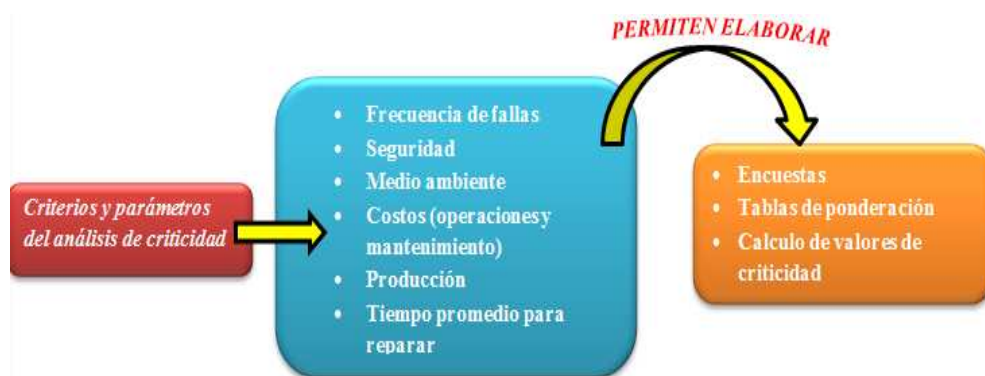 PERMITEN ELABORAR
Criterios y parámetros
del análisis de criticidad
• Frecuencia de fallas
• Seguridad
• Medio ambiente
• Costos (operaciones y
mantenimiento)
• Producción
• Tiempo promedio para
reparar
• Encuestas
• Tablas de ponderación
• Calculo de valores de
criticidad